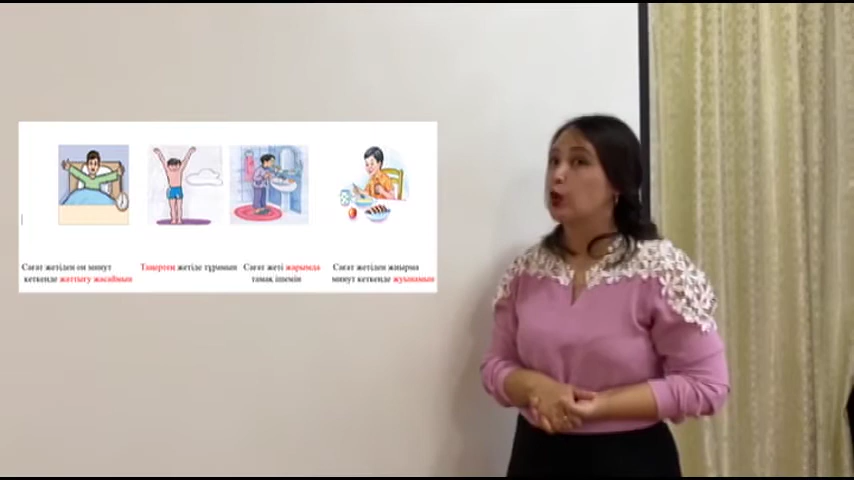 Сағат жетіден он минут
кеткенде жаттығу жасаймын
Таңертең жетіде тұрамын
Сағат жеті жарымда
тамақ ішемін
Сағат жетіден жиырма
минут кеткенде жуынамын